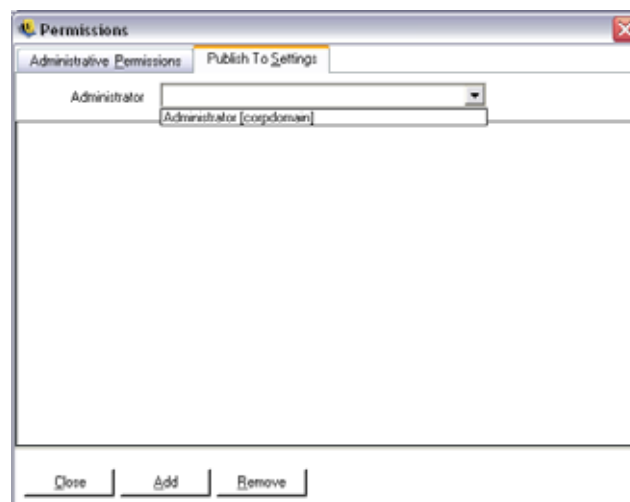 Permissions
Administrative Permissions
Publish To Settings
Administrator
Administrator [corpdomain]
Close
Add
Remove